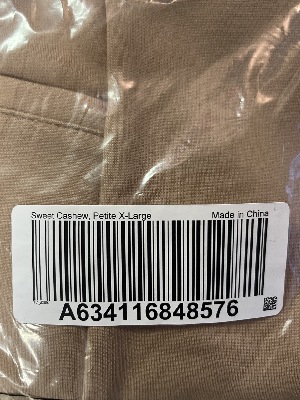 Sweet Cashew, Petite X-Large Made in China
A634116848576